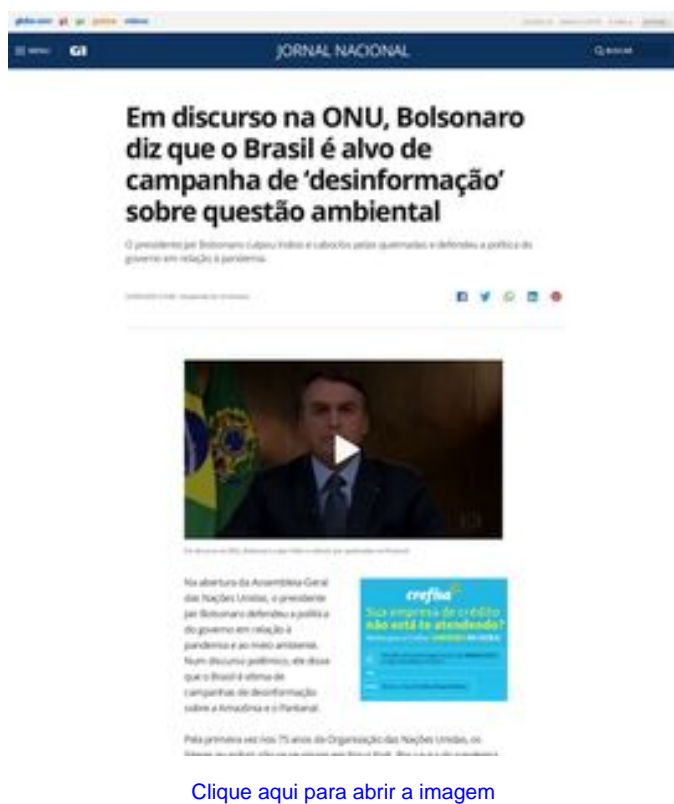 globo.com g1 ge gshow vídeos
MENU G1 JORNAL NACIONAL BUSCAR
Em discurso na ONU, Bolsonaro
diz que o Brasil é alvo de
campanha de ‘desinformação’
sobre questão ambiental
O presidente Jair Bolsonaro culpou índios e caboclos pelas queimadas e defendeu a política do
governo em relação à pandemia.
Na abertura da Assembleia-Geral
das Nações Unidas, o presidente
Jair Bolsonaro defendeu a política
do governo em relação à
pandemia e ao meio ambiente.
Num discurso polêmico, ele disse
que o Brasil é vítima de
campanhas de desinformação
sobre a Amazônia e o Pantanal.
crefisa
Sua empresa de crédito
não está te atendendo?
Pela primeira vez nos 75 anos da Organização das Nações Unidas, os
Clique aqui para abrir a imagem